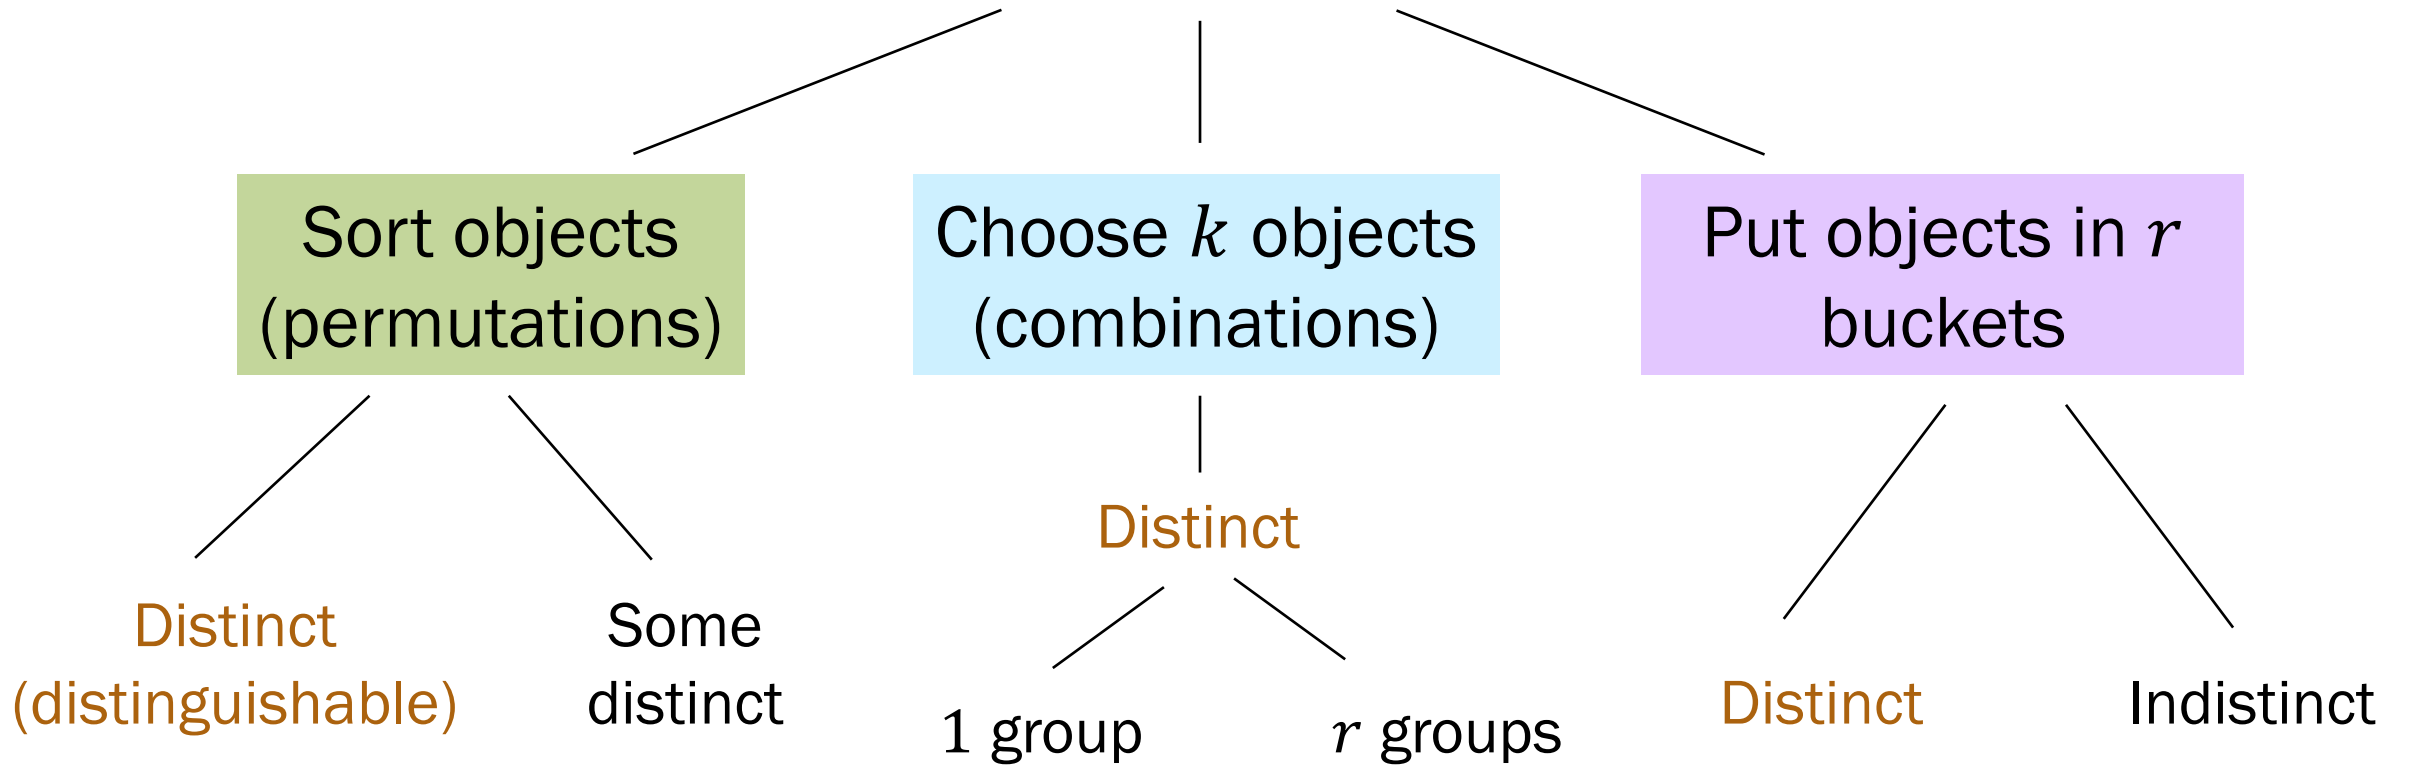 Sort objects
(permutations)
Choose k objects
(combinations)
Put objects in r
buckets
Distinct
(distinguishable)
Some
distinct
Distinct
1 group
r groups
Distinct
Indistinct